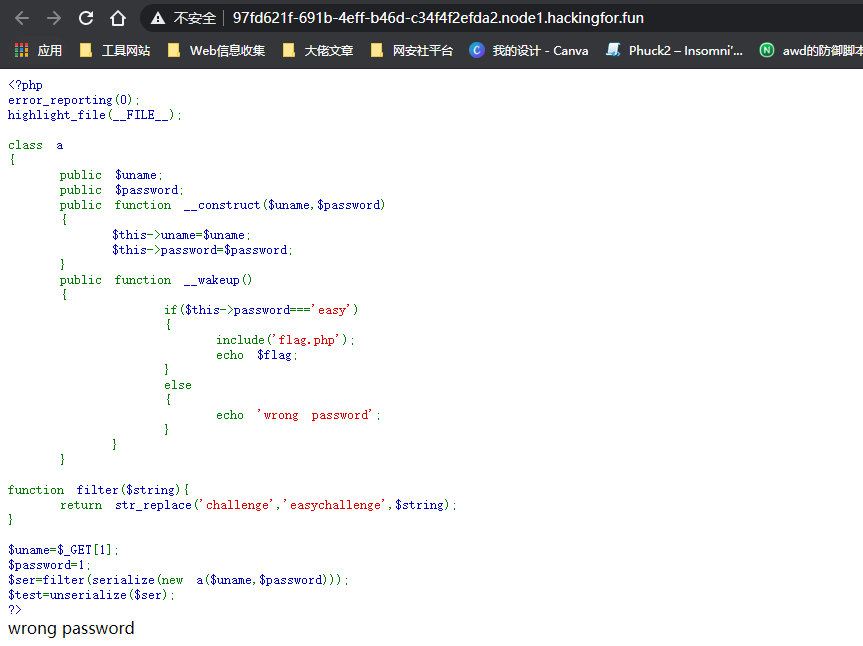 不安全 97fd621f-691b-4eff-b46d-c34f4f2efda2.node1.hackingfor.fun
应用 工具网站 Web信息收集 大佬文章 网安社平台 我的设计 - Canva Phuck2 – Insomni'... awd的防御脚本
<?php
error_reporting(0);
highlight_file(__FILE__);
class a
{
public $uname;
public $password;
public function __construct($uname,$password)
{
$this->uname=$uname;
$this->password=$password;
}
public function __wakeup()
{
if($this->password==='easy')
{
include('flag.php');
echo $flag;
}
else
{
echo 'wrong password';
}
}
}
function filter($string){
return str_replace('challenge','easychallenge',$string);
}
$uname=$_GET[1];
$password=1;
$ser=filter(serialize(new a($uname,$password)));
$test=unserialize($ser);
?>
wrong password